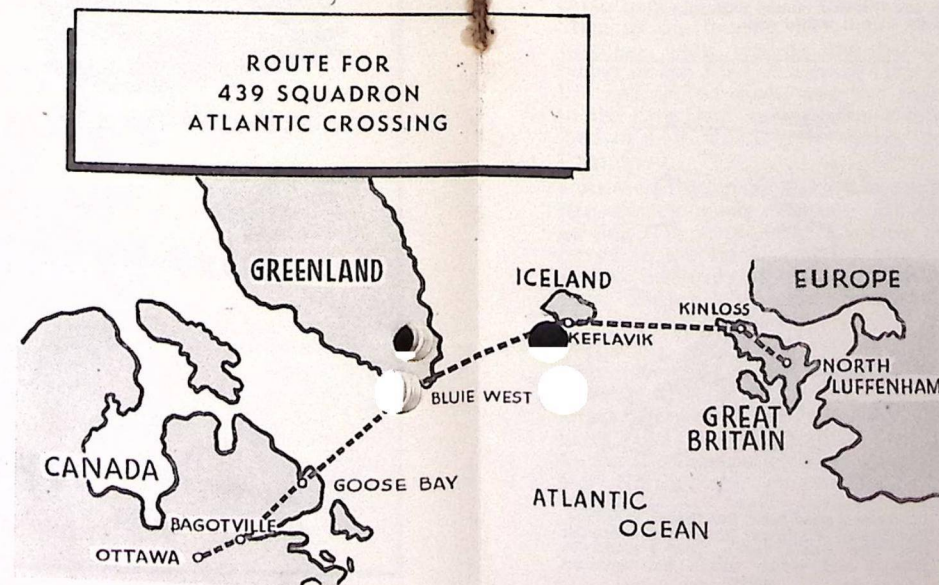 ROUTE FOR
439 SQUADRON
ATLANTIC CROSSING
GREENLAND
ICELAND
EUROPE
KINLOSS
KEFLAVIK
NORTH
LUFFENHAM
BLUIE WEST
GREAT
BRITAIN
CANADA
GOOSE BAY
ATLANTIC
OCEAN
BAGOTVILLE
OTTAWA